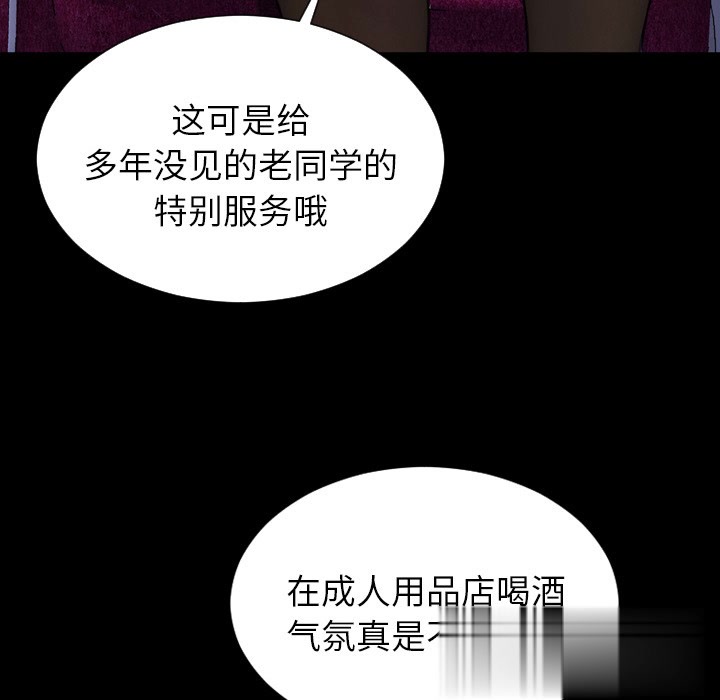 这可是给
多年没见的老同学的
特别服务哦
在成人用品店喝酒
气氛真是